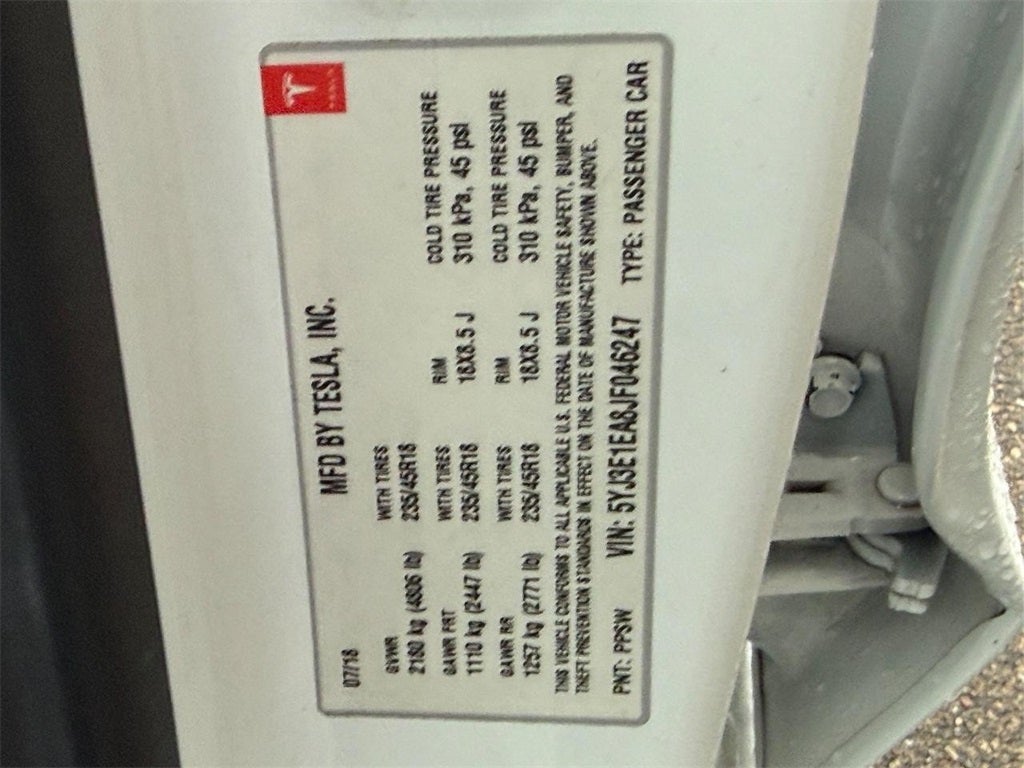 TESLA
07/18
MFD BY TESLA, INC.
GVWR WITH TIRES
2180 kg (4806 lb) 235/45R18
GAWR FRT WITH TIRES RIM COLD TIRE PRESSURE
1110 kg (2447 lb) 235/45R18 18X8.5 J 310 kPa, 45 psi
GAWR RR WITH TIRES RIM COLD TIRE PRESSURE
1257 kg (2771 lb) 235/45R18 18X8.5 J 310 kPa, 45 psi
THIS VEHICLE CONFORMS TO ALL APPLICABLE U.S. FEDERAL MOTOR VEHICLE SAFETY, BUMPER, AND
THEFT PREVENTION STANDARDS IN EFFECT ON THE DATE OF MANUFACTURE SHOWN ABOVE.
PNT: PPSW VIN: 5YJ3E1EA8JF046247 TYPE: PASSENGER CAR